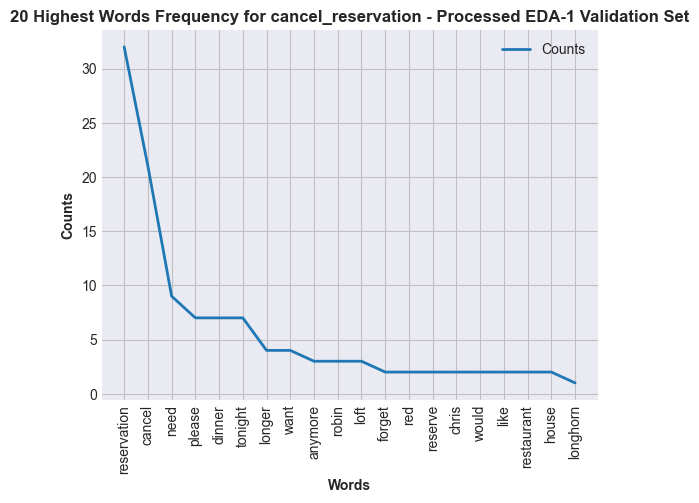 20 Highest Words Frequency for cancel_reservation - Processed EDA-1 Validation Set
Counts
30
25
20
15
10
5
0
Counts
reservation
cancel
need
please
dinner
tonight
longer
want
anymore
robin
loft
forget
red
reserve
chris
would
like
restaurant
house
longhorn
Words